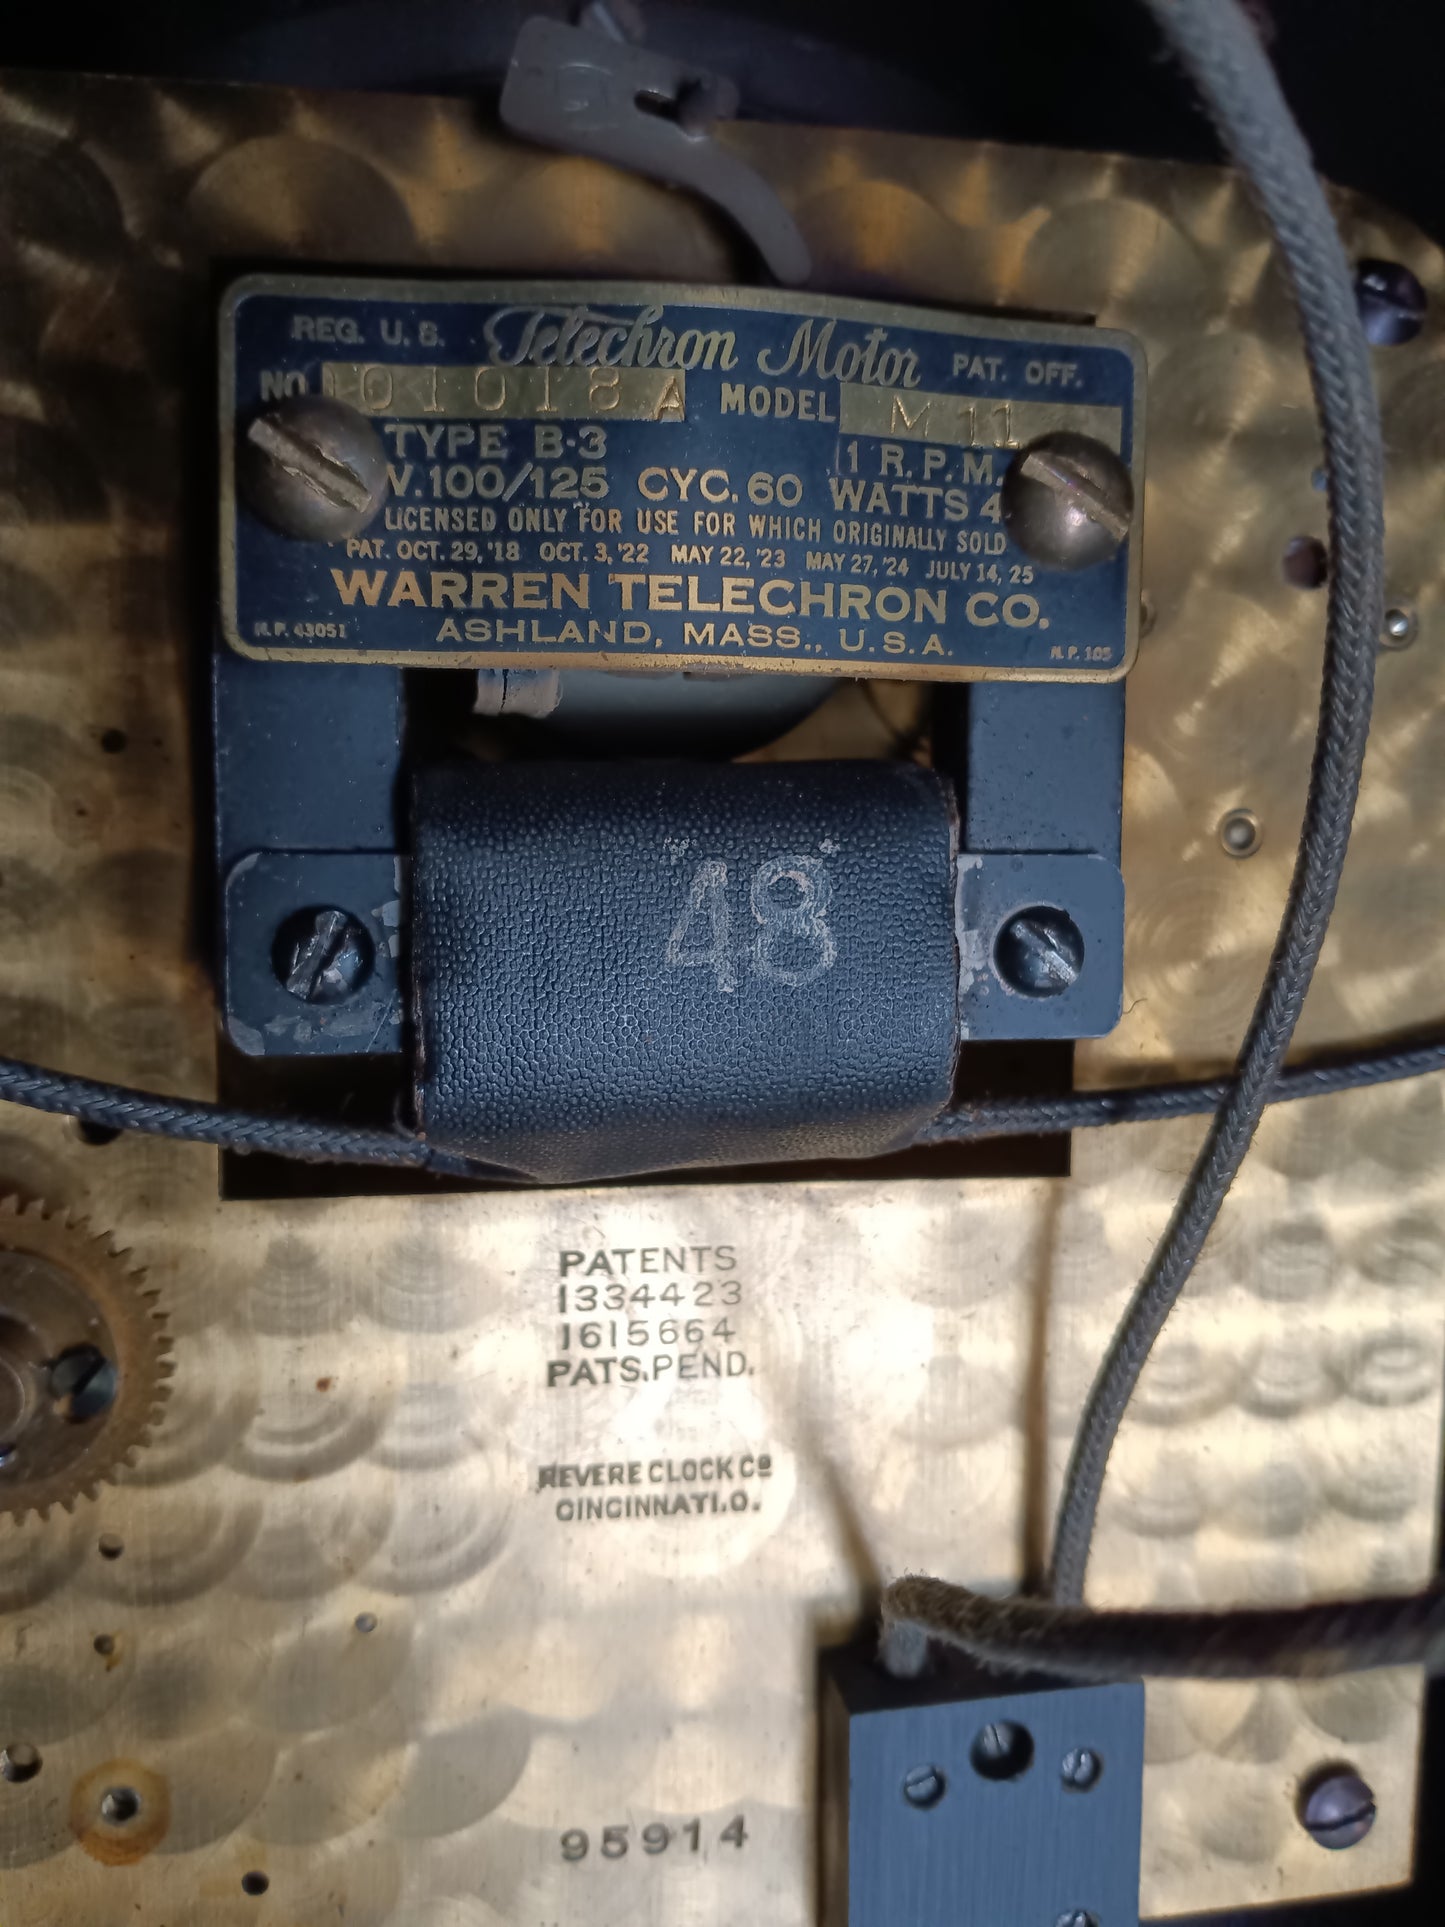 REG. U. S. Telechron Motor PAT. OFF.
NO 101018 A MODEL M 11
TYPE B-3 1 R.P.M.
V.100/125 CYC. 60 WATTS 4
LICENSED ONLY FOR USE FOR WHICH ORIGINALLY SOLD
PAT. OCT. 29, '18 OCT. 3, '22 MAY 22, '23 MAY 27, '24 JULY 14, 25
WARREN TELECHRON CO.
N.P. 43051 ASHLAND, MASS., U.S.A. N.P. 105
48
PATENTS
1334423
1615664
PATS.PEND.
REVERE CLOCK Cº
CINCINNATI.O.
95914